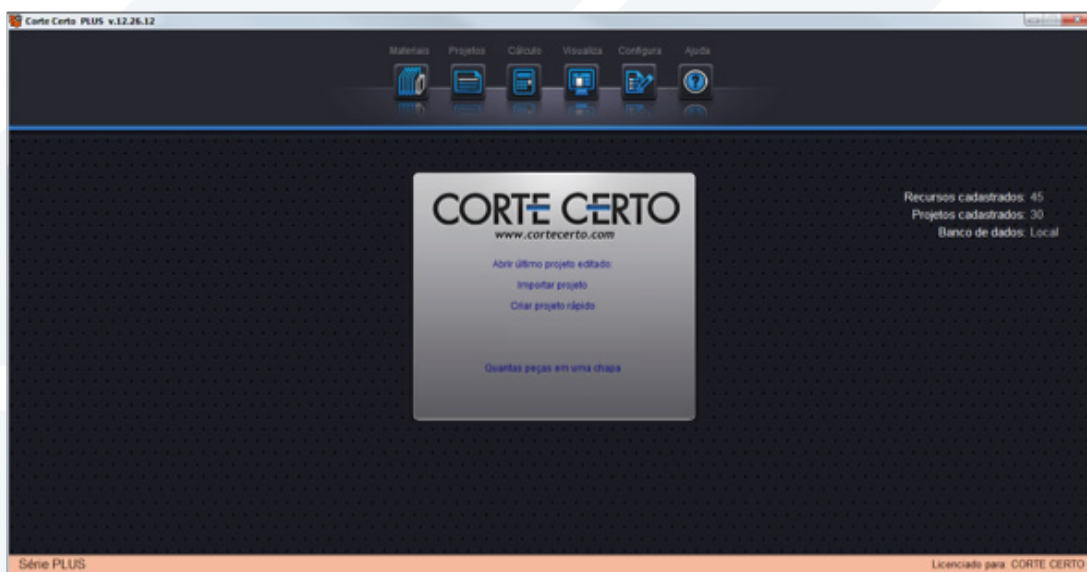 Corte Certo PLUS v.12.26.12
Materiais Projetos Cálculo Visualiza Configura Ajuda
CORTE CERTO
www.cortecerto.com
Abrir último projeto editado:
Importar projeto
Criar projeto rápido
Quantas peças em uma chapa
Recursos cadastrados: 45
Projetos cadastrados: 30
Banco de dados: Local
Série PLUS
Licenciado para: CORTE CERTO